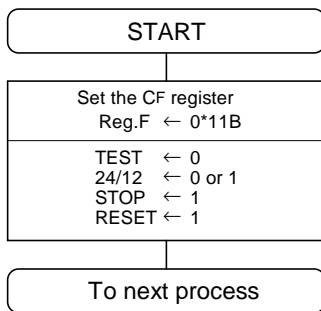 START
Set the CF register
Reg.F ← 0*11B
TEST ← 0
24/12 ← 0 or 1
STOP ← 1
RESET ← 1
To next process